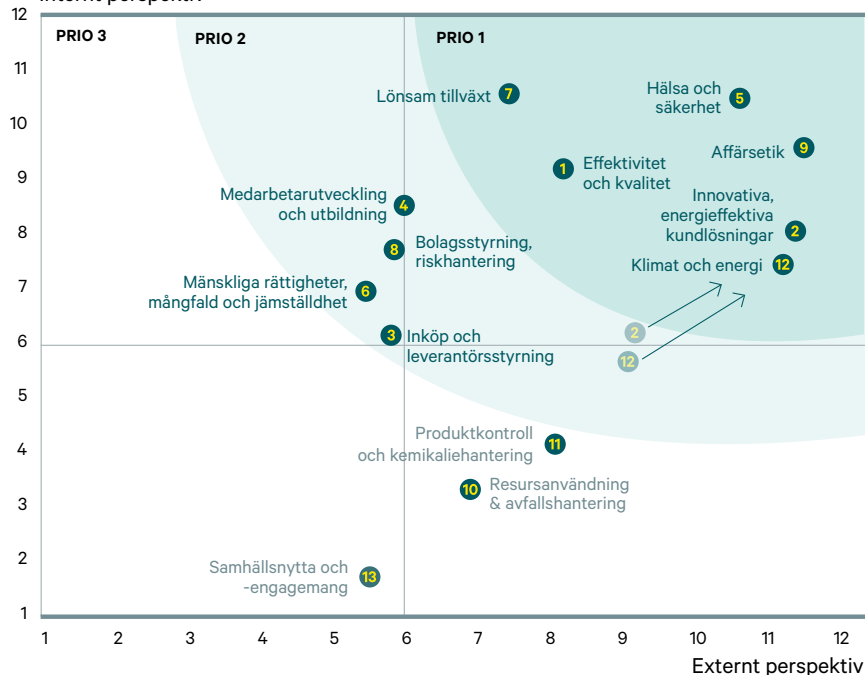 Internt perspektiv
12
PRIO 3
PRIO 2
PRIO 1
11
Lönsam tillväxt
7
Hälsa och
säkerhet
5
10
Affärsetik
9
9
1
Effektivitet
och kvalitet
Medarbetarutveckling
och utbildning
4
Innovativa,
energieffektiva
kundlösningar
2
8
8
Bolagsstyrning,
riskhantering
Klimat och energi
12
7
Mänskliga rättigheter,
mångfald och jämställdhet
6
6
3
Inköp och
leverantörsstyrning
2
12
5
4
Produktkontroll
och kemikaliehantering
11
3
10
Resursanvändning
& avfallshantering
2
Samhällsnytta och
-engagemang
13
1
1 2 3 4 5 6 7 8 9 10 11 12
Externt perspektiv